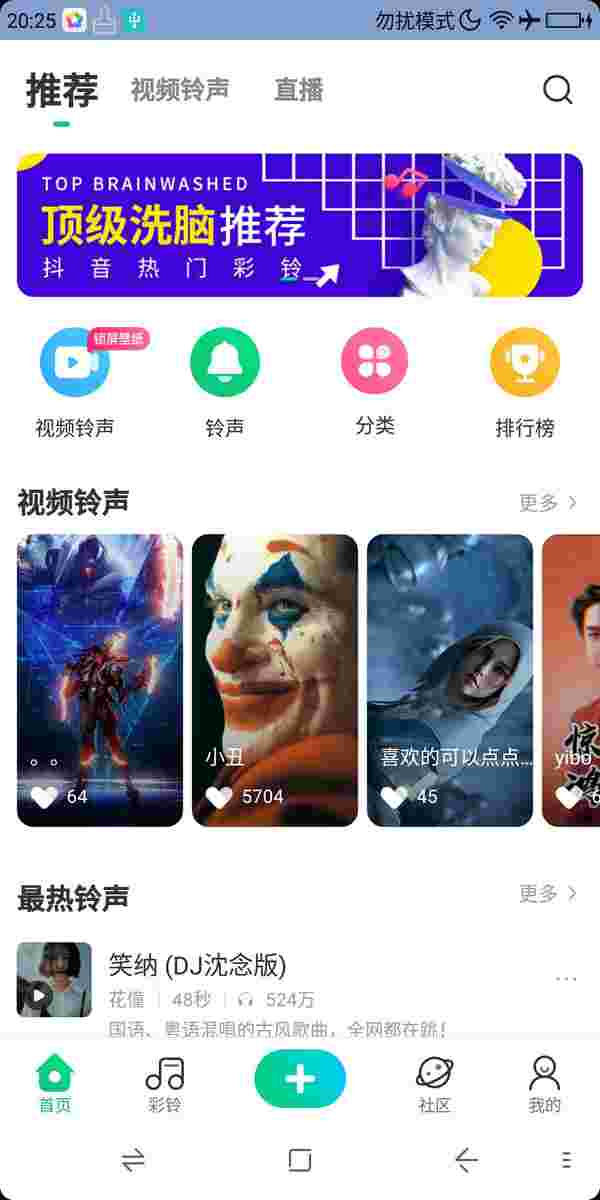 20:25
勿扰模式
推荐
视频铃声
直播
TOP BRAINWASHED
顶级洗脑推荐
抖音热门彩铃
锁屏壁纸
视频铃声
铃声
分类
排行榜
视频铃声
更多
。。
64
小丑
5704
喜欢的可以点点...
45
yibo
6
惊
最热铃声
更多
笑纳 (DJ沈念版)
花僮
48秒
524万
国语、粤语混唱的古风歌曲，全网都在跳！
首页
彩铃
社区
我的